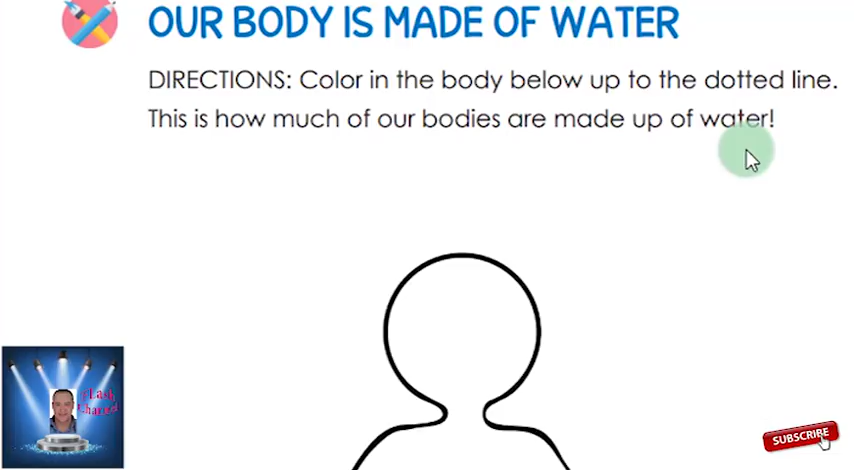 OUR BODY IS MADE OF WATER
DIRECTIONS: Color in the body below up to the dotted line.
This is how much of our bodies are made up of water!
Channel
SUBSCRIBE